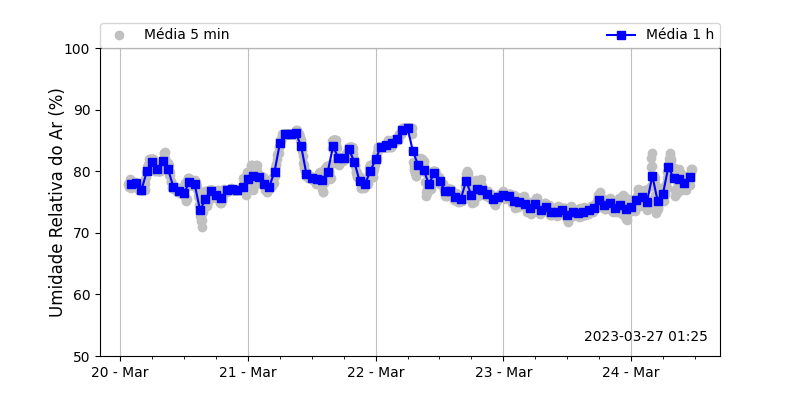 Média 5 min
Média 1 h
Umidade Relativa do Ar (%)
100
90
80
70
60
50
2023-03-27 01:25
20 - Mar
21 - Mar
22 - Mar
23 - Mar
24 - Mar